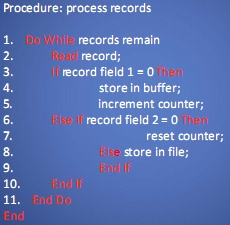 Procedure: process records
1. Do While records remain
2. Read record;
3. If record field 1 = 0 Then
4. store in buffer;
5. increment counter;
6. Else If record field 2 = 0 Then
7. reset counter;
8. Else store in file;
9. End If
10. End If
11. End Do
End